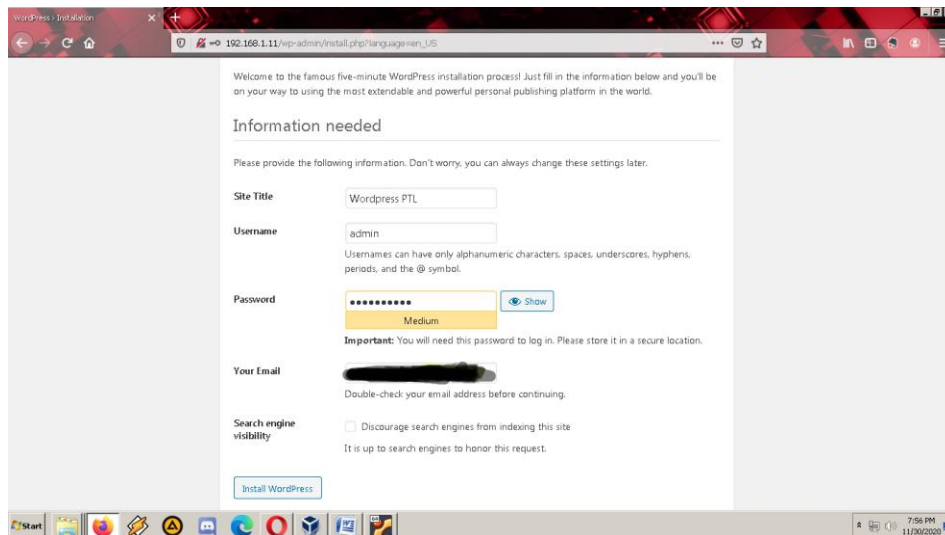 WordPress › Installation
192.168.1.11/wp-admin/install.php?language=en_US
Welcome to the famous five-minute WordPress installation process! Just fill in the information below and you'll be
on your way to using the most extendable and powerful personal publishing platform in the world.
Information needed
Please provide the following information. Don't worry, you can always change these settings later.
Site Title
Wordpress PTL
Username
admin
Usernames can have only alphanumeric characters, spaces, underscores, hyphens,
periods, and the @ symbol.
Password
Show
Medium
Important: You will need this password to log in. Please store it in a secure location.
Your Email
Double-check your email address before continuing.
Search engine
visibility
Discourage search engines from indexing this site
It is up to search engines to honor this request.
Install WordPress
Start
7:56 PM
11/30/2020